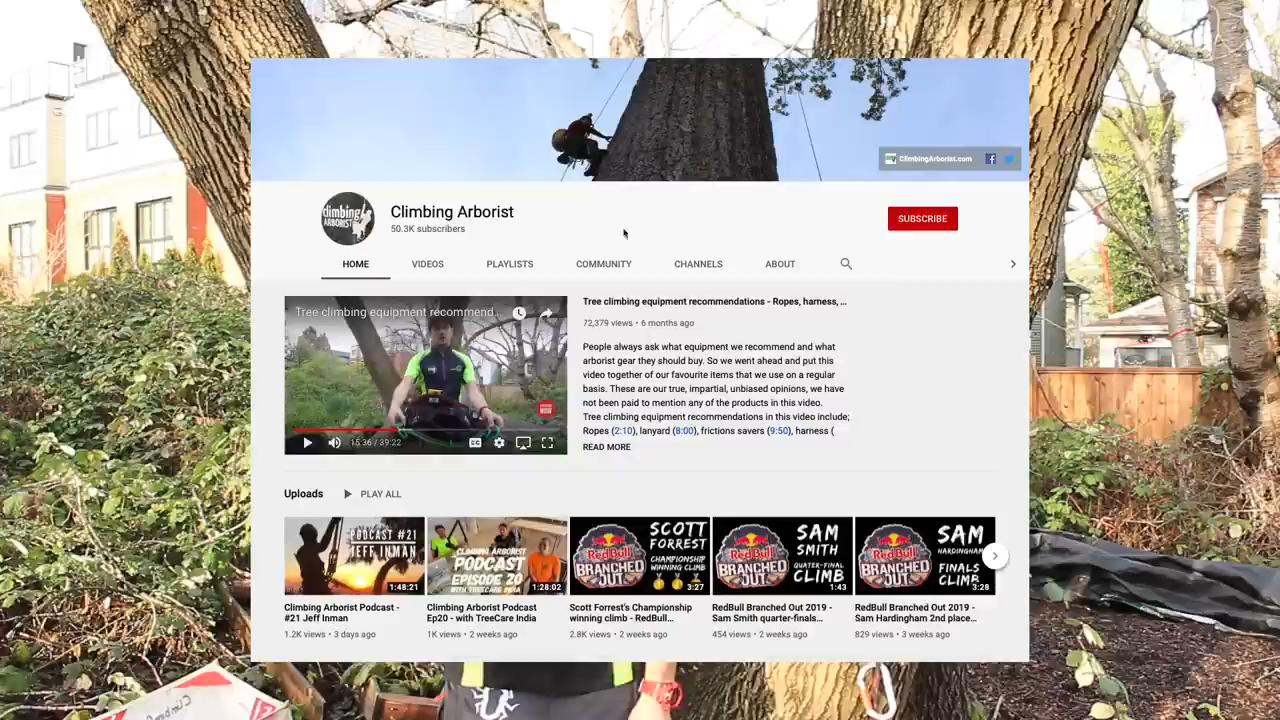 ClimbingArborist.com
climbing
ARBORIST
Climbing Arborist
50.3K subscribers
SUBSCRIBE
HOME VIDEOS PLAYLISTS COMMUNITY CHANNELS ABOUT
Tree climbing equipment recommend...
15:36 / 39:22
Tree climbing equipment recommendations - Ropes, harness, ...
72,379 views • 6 months ago
People always ask what equipment we recommend and what
arborist gear they should buy. So we went ahead and put this
video together of our favourite items that we use on a regular
basis. These are our true, impartial, unbiased opinions, we have
not been paid to mention any of the products in this video.
Tree climbing equipment recommendations in this video include;
Ropes (2:10), lanyard (8:00), frictions savers (9:50), harness (
READ MORE
Uploads PLAY ALL
PODCAST #21
JEFF INMAN
1:48:21
Climbing Arborist Podcast -
#21 Jeff Inman
1.2K views • 3 days ago
CLIMBING ARBORIST
PODCAST
EPISODE 20
WITH TREECARE INDIA
1:28:02
Climbing Arborist Podcast
Ep20 - with TreeCare India
1K views • 2 weeks ago
RedBull
BRANCHED
OUT
SCOTT
FORREST
CHAMPIONSHIP
WINNING CLIMB
3:27
Scott Forrest's Championship
winning climb - RedBull...
2.8K views • 2 weeks ago
RedBull
BRANCHED
OUT
SAM
SMITH
QUATER-FINAL
CLIMB
1:43
RedBull Branched Out 2019 -
Sam Smith quarter-finals...
454 views • 2 weeks ago
RedBull
BRANCHED
OUT
SAM
HARDINGHAM
FINALS
CLIMB
3:28
RedBull Branched Out 2019 -
Sam Hardingham 2nd place...
829 views • 3 weeks ago